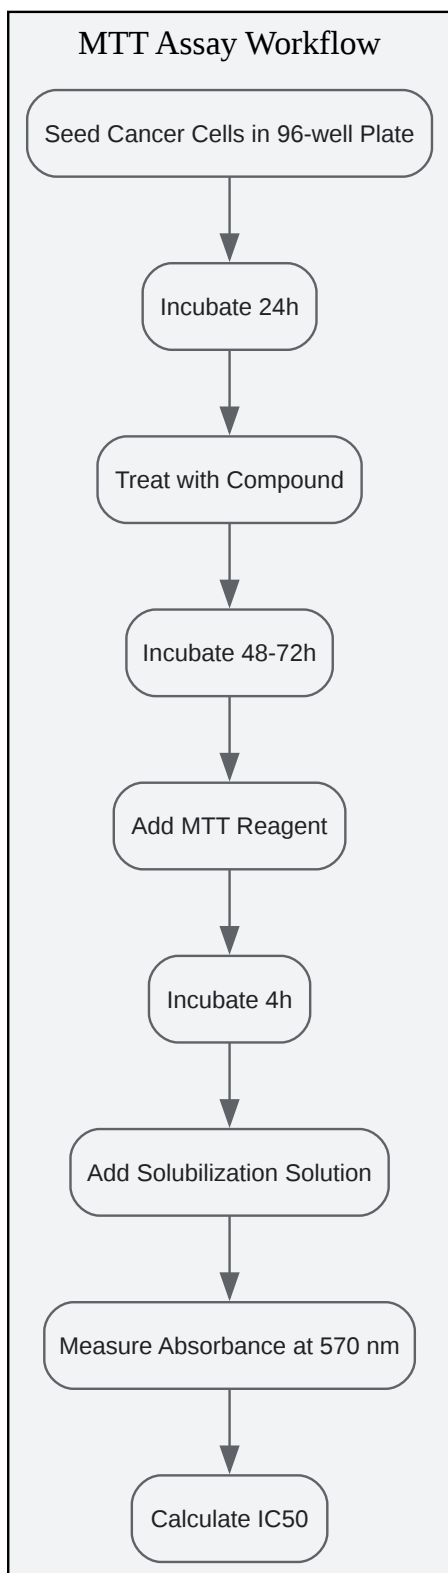 MTT Assay Workflow
Seed Cancer Cells in 96-well Plate
Incubate 24h
Treat with Compound
Incubate 48-72h
Add MTT Reagent
Incubate 4h
Add Solubilization Solution
Measure Absorbance at 570 nm
Calculate IC50